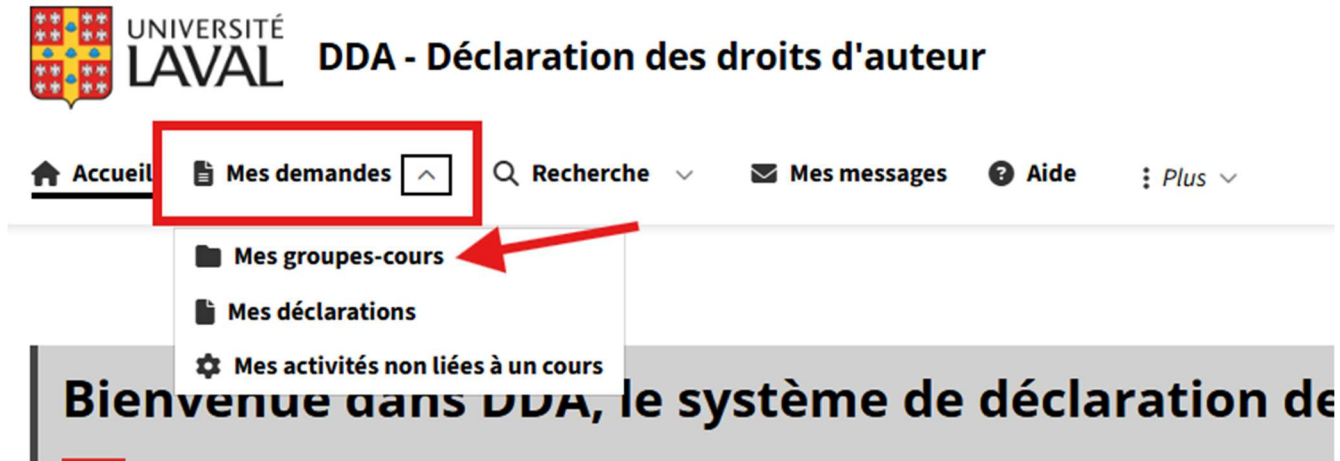 UNIVERSITÉ
LAVAL
DDA - Déclaration des droits d'auteur
Accueil Mes demandes Recherche Mes messages Aide Plus
Mes groupes-cours
Mes déclarations
Mes activités non liées à un cours
Bienvenue dans DDA, le système de déclaration de